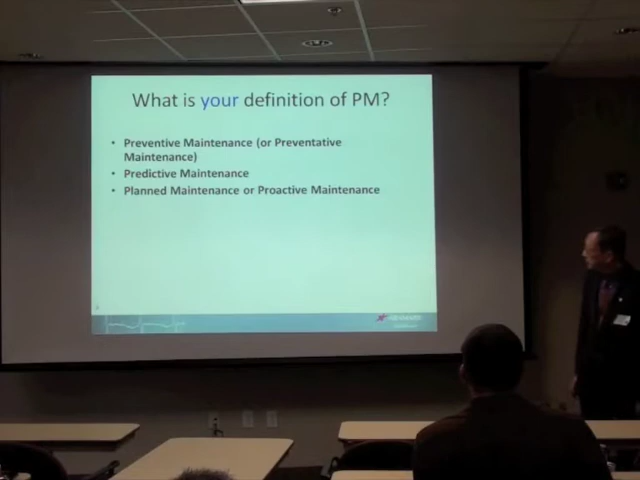 What is your definition of PM?
• Preventive Maintenance (or Preventative
Maintenance)
• Predictive Maintenance
• Planned Maintenance or Proactive Maintenance